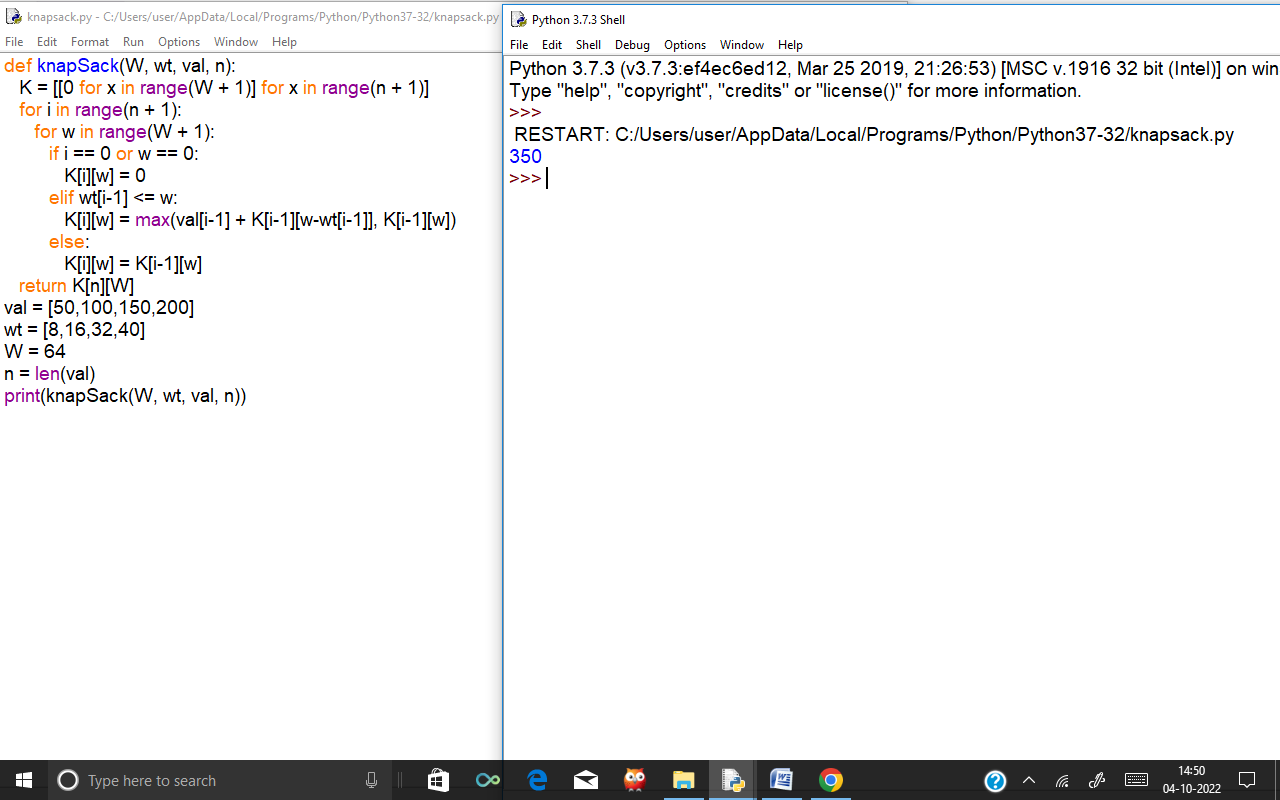 knapsack.py - C:/Users/user/AppData/Local/Programs/Python/Python37-32/knapsack.py
File Edit Format Run Options Window Help
def knapSack(W, wt, val, n):
   K = [[0 for x in range(W + 1)] for x in range(n + 1)]
   for i in range(n + 1):
      for w in range(W + 1):
         if i == 0 or w == 0:
            K[i][w] = 0
         elif wt[i-1] <= w:
            K[i][w] = max(val[i-1] + K[i-1][w-wt[i-1]], K[i-1][w])
         else:
            K[i][w] = K[i-1][w]
   return K[n][W]
val = [50,100,150,200]
wt = [8,16,32,40]
W = 64
n = len(val)
print(knapSack(W, wt, val, n))
Python 3.7.3 Shell
File Edit Shell Debug Options Window Help
Python 3.7.3 (v3.7.3:ef4ec6ed12, Mar 25 2019, 21:26:53) [MSC v.1916 32 bit (Intel)] on win
Type "help", "copyright", "credits" or "license()" for more information.
>>>
 RESTART: C:/Users/user/AppData/Local/Programs/Python/Python37-32/knapsack.py
350
>>>
Type here to search
14:50
04-10-2022